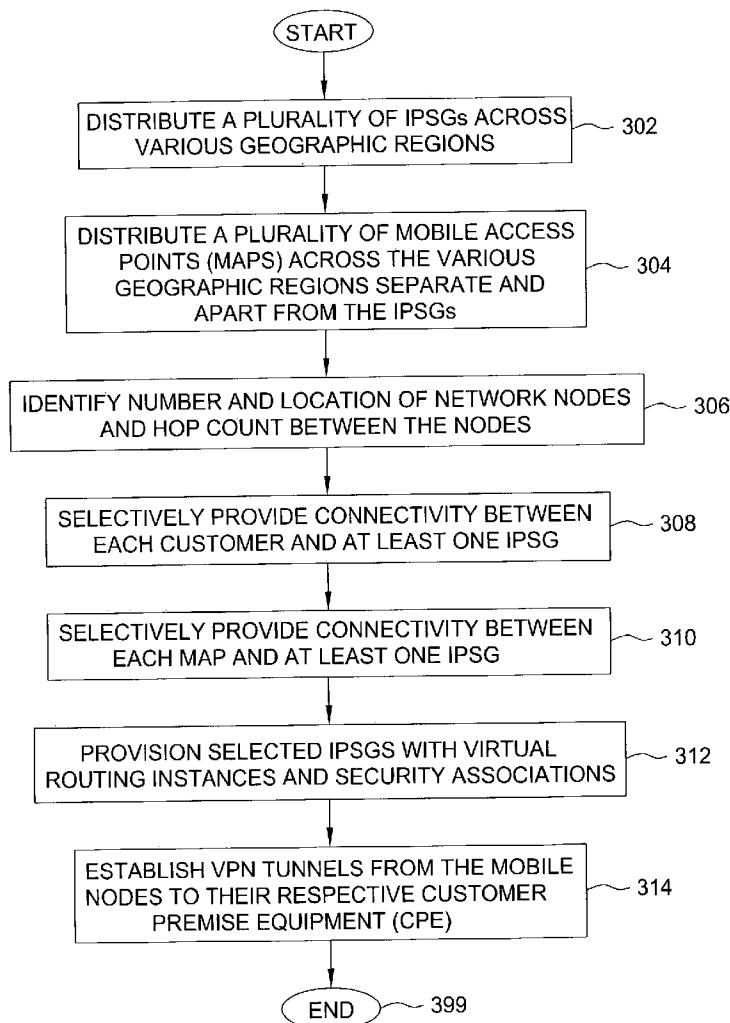 START
DISTRIBUTE A PLURALITY OF IPSGs ACROSS
VARIOUS GEOGRAPHIC REGIONS
302
DISTRIBUTE A PLURALITY OF MOBILE ACCESS
POINTS (MAPS) ACROSS THE VARIOUS
GEOGRAPHIC REGIONS SEPARATE AND
APART FROM THE IPSGs
304
IDENTIFY NUMBER AND LOCATION OF NETWORK NODES
AND HOP COUNT BETWEEN THE NODES
306
SELECTIVELY PROVIDE CONNECTIVITY BETWEEN
EACH CUSTOMER AND AT LEAST ONE IPSG
308
SELECTIVELY PROVIDE CONNECTIVITY BETWEEN
EACH MAP AND AT LEAST ONE IPSG
310
PROVISION SELECTED IPSGS WITH VIRTUAL
ROUTING INSTANCES AND SECURITY ASSOCIATIONS
312
ESTABLISH VPN TUNNELS FROM THE MOBILE
NODES TO THEIR RESPECTIVE CUSTOMER
PREMISE EQUIPMENT (CPE)
314
END
399